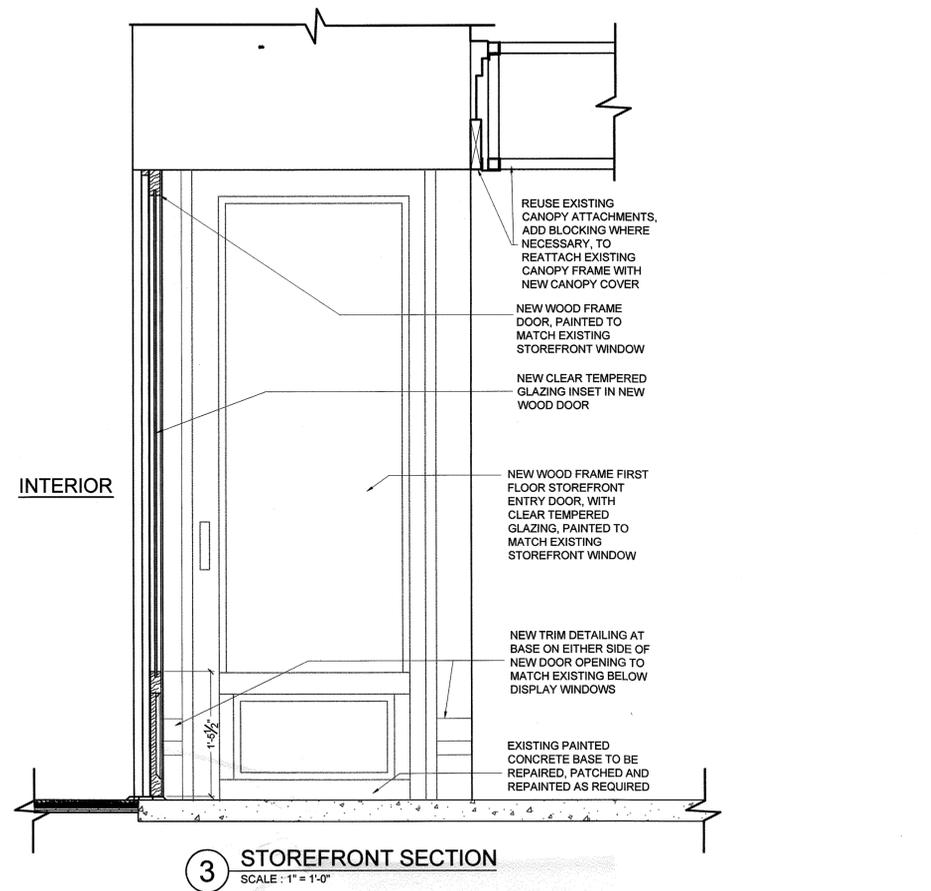 REUSE EXISTING
CANOPY ATTACHMENTS,
ADD BLOCKING WHERE
NECESSARY, TO
REATTACH EXISTING
CANOPY FRAME WITH
NEW CANOPY COVER
NEW WOOD FRAME
DOOR, PAINTED TO
MATCH EXISTING
STOREFRONT WINDOW
NEW CLEAR TEMPERED
GLAZING INSET IN NEW
WOOD DOOR
INTERIOR
NEW WOOD FRAME FIRST
FLOOR STOREFRONT
ENTRY DOOR, WITH
CLEAR TEMPERED
GLAZING, PAINTED TO
MATCH EXISTING
STOREFRONT WINDOW
NEW TRIM DETAILING AT
BASE ON EITHER SIDE OF
NEW DOOR OPENING TO
MATCH EXISTING BELOW
DISPLAY WINDOWS
1'-5½"
EXISTING PAINTED
CONCRETE BASE TO BE
REPAIRED, PATCHED AND
REPAINTED AS REQUIRED
3 STOREFRONT SECTION
SCALE : 1" = 1'-0"